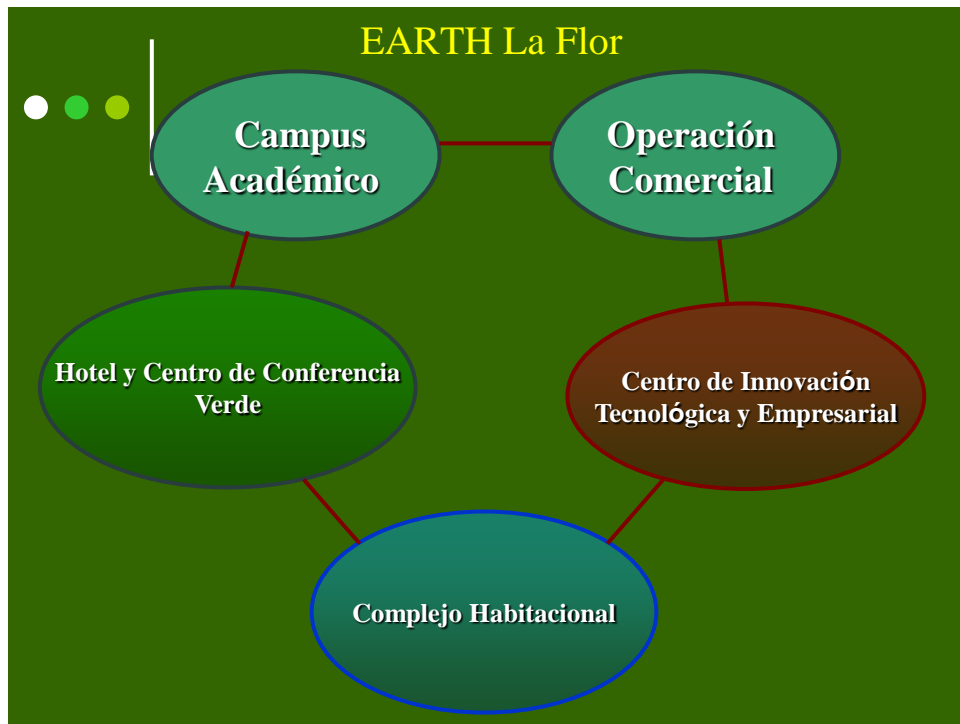 EARTH La Flor
Campus
Académico
Operación
Comercial
Hotel y Centro de Conferencia
Verde
Centro de Innovación
Tecnológica y Empresarial
Complejo Habitacional